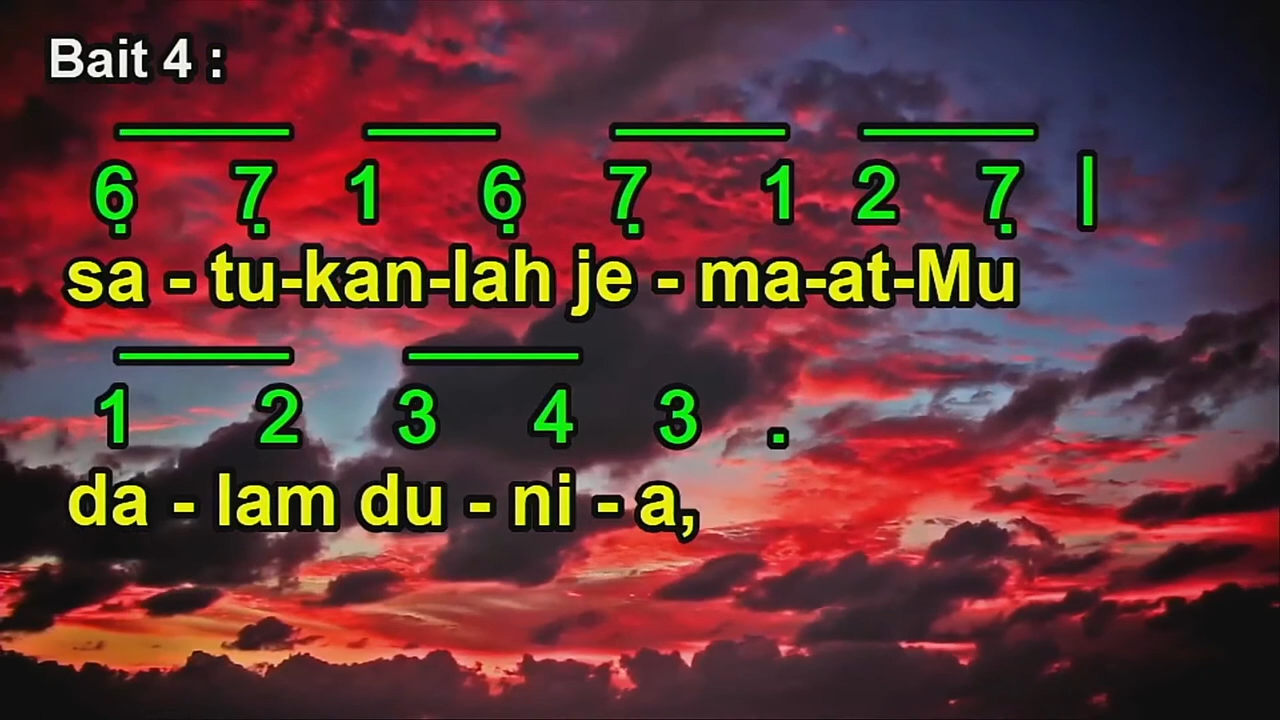 Bait 4 :
6̣ 7̣ 1 6̣ 7̣ 1 2 7̣ |
sa - tu-kan-lah je - ma-at-Mu
1 2 3 4 3 .
da - lam du - ni - a,